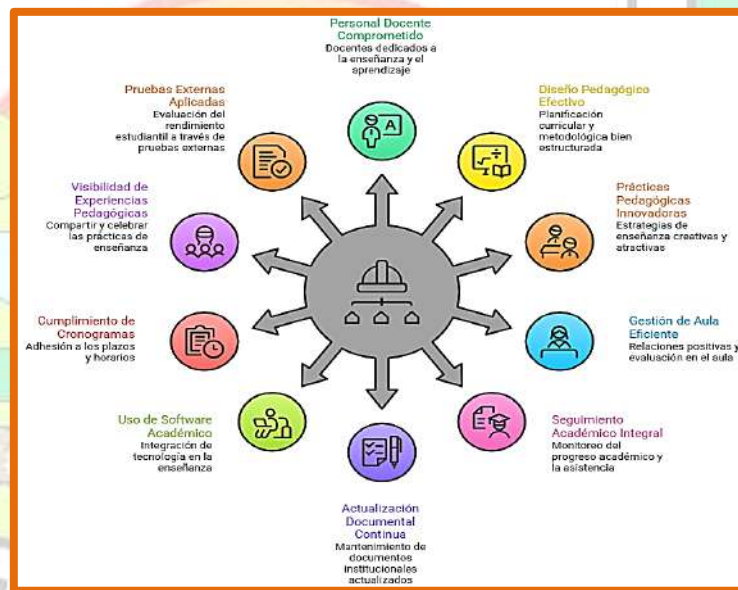 Personal Docente
Comprometido
Docentes dedicados a
la enseñanza y el
aprendizaje
Diseño Pedagógico
Efectivo
Planificación
curricular y
metodológica bien
estructurada
Prácticas
Pedagógicas
Innovadoras
Estrategias de
enseñanza creativas y
atractivas
Gestión de Aula
Eficiente
Relaciones positivas y
evaluación en el aula
Seguimiento
Académico Integral
Monitoreo del
progreso académico y
la asistencia
Actualización
Documental
Continua
Mantenimiento de
documentos
institucionales
actualizados
Uso de Software
Académico
Integración de
tecnología en la
enseñanza
Cumplimiento de
Cronogramas
Adhesión a los plazos
y horarios
Visibilidad de
Experiencias
Pedagógicas
Compartir y celebrar
las prácticas de
enseñanza
Pruebas Externas
Aplicadas
Evaluación del
rendimiento
estudiantil a través de
pruebas externas
A